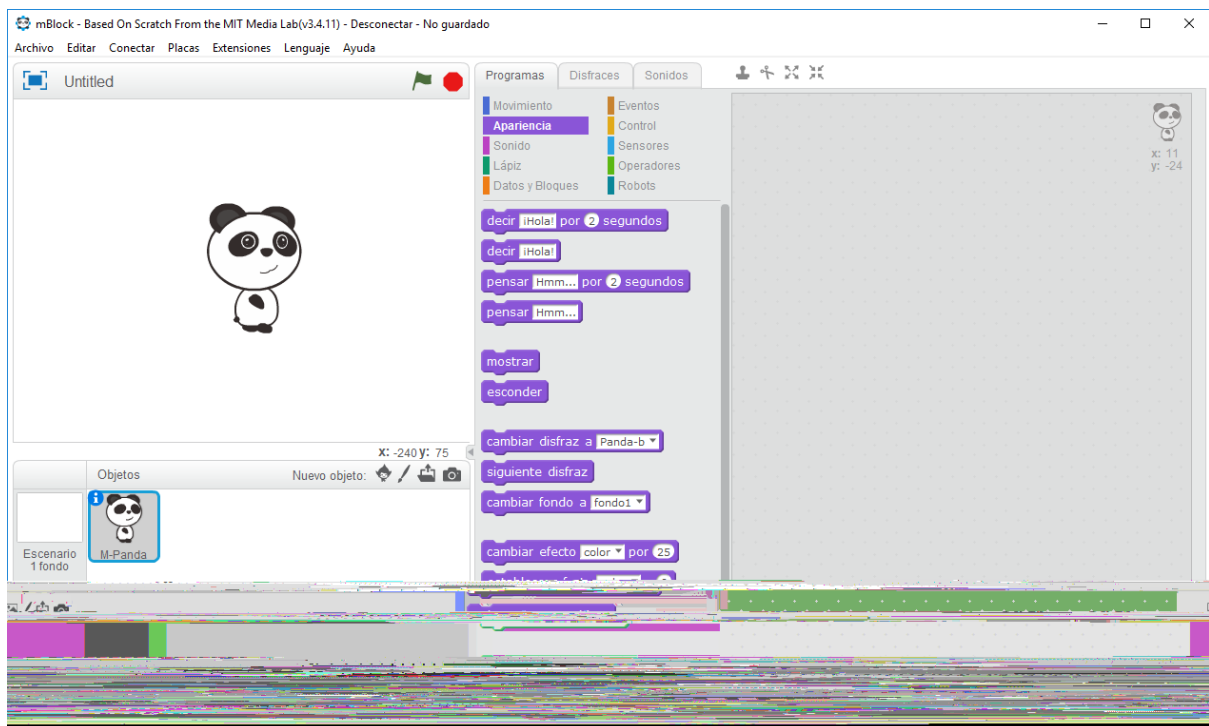 mBlock - Based On Scratch From the MIT Media Lab(v3.4.11) - Desconectar - No guardado
Archivo Editar Conectar Placas Extensiones Lenguaje Ayuda
Untitled
Programas Disfraces Sonidos
Movimiento Eventos
Apariencia Control
Sonido Sensores
Lápiz Operadores
Datos y Bloques Robots
x: 11
y: -24
decir ¡Hola! por 2 segundos
decir ¡Hola!
pensar Hmm... por 2 segundos
pensar Hmm...
mostrar
esconder
cambiar disfraz a Panda-b
siguiente disfraz
cambiar fondo a fondo1
cambiar efecto color por 25
x: -240 y: 75
Objetos Nuevo objeto:
Escenario
1 fondo
M-Panda